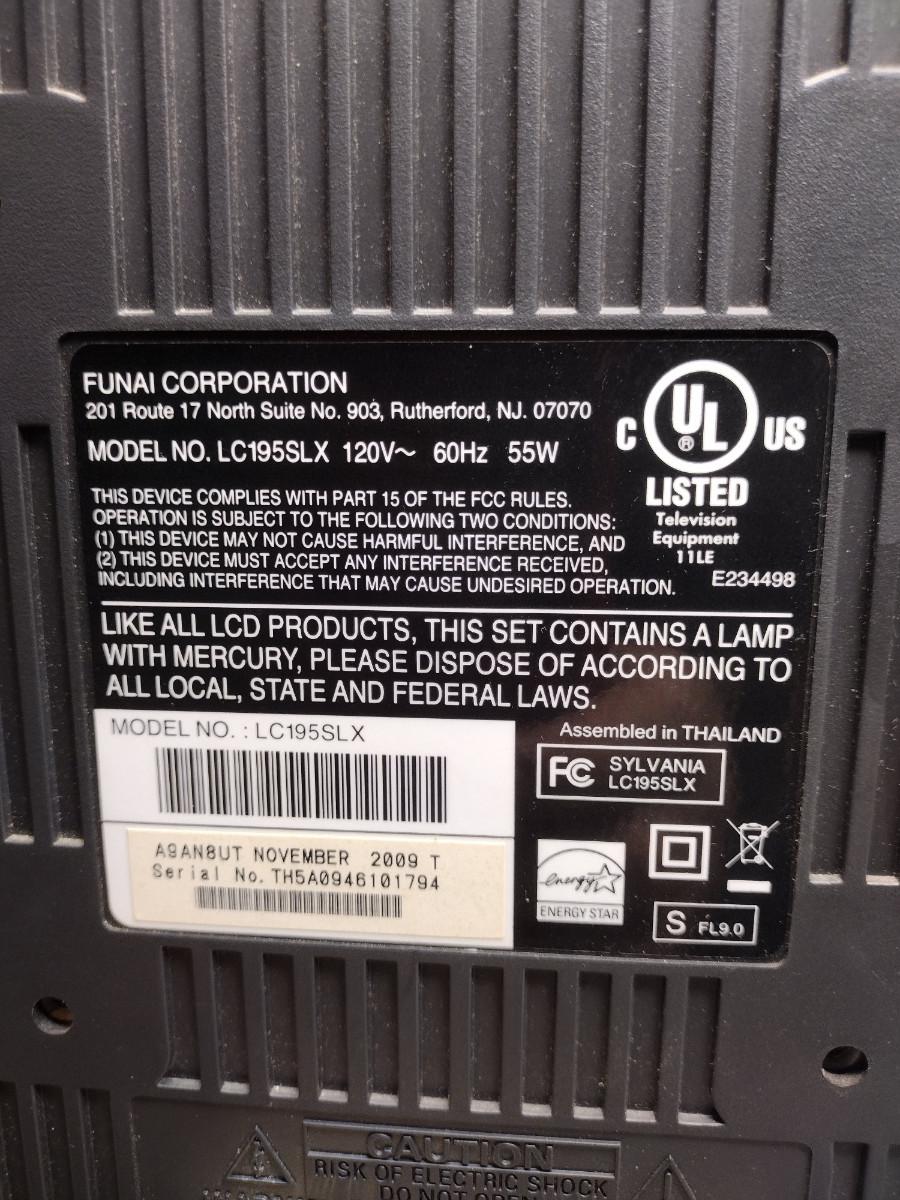 FUNAI CORPORATION
201 Route 17 North Suite No. 903, Rutherford, NJ. 07070
MODEL NO. LC195SLX 120V~ 60Hz 55W
C UL ® US
LISTED
Television
Equipment
11LE
E234498
THIS DEVICE COMPLIES WITH PART 15 OF THE FCC RULES.
OPERATION IS SUBJECT TO THE FOLLOWING TWO CONDITIONS:
(1) THIS DEVICE MAY NOT CAUSE HARMFUL INTERFERENCE, AND
(2) THIS DEVICE MUST ACCEPT ANY INTERFERENCE RECEIVED,
INCLUDING INTERFERENCE THAT MAY CAUSE UNDESIRED OPERATION.
LIKE ALL LCD PRODUCTS, THIS SET CONTAINS A LAMP
WITH MERCURY, PLEASE DISPOSE OF ACCORDING TO
ALL LOCAL, STATE AND FEDERAL LAWS.
MODEL NO. : LC195SLX
A9AN8UT NOVEMBER 2009 T
Serial No. TH5A0946101794
Assembled in THAILAND
FC SYLVANIA
LC195SLX
energy
ENERGY STAR
S FL9.0
CAUTION
RISK OF ELECTRIC SHOCK
DO NOT OPEN